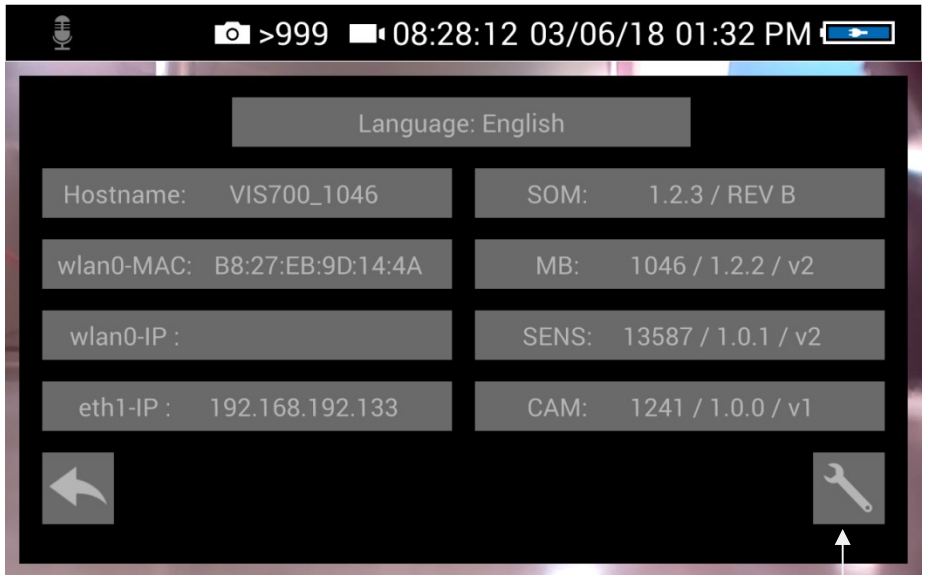 >999 08:28:12 03/06/18 01:32 PM
Language: English
Hostname: VIS700_1046
SOM: 1.2.3 / REV B
wlan0-MAC: B8:27:EB:9D:14:4A
MB: 1046 / 1.2.2 / v2
wlan0-IP :
SENS: 13587 / 1.0.1 / v2
eth1-IP : 192.168.192.133
CAM: 1241 / 1.0.0 / v1